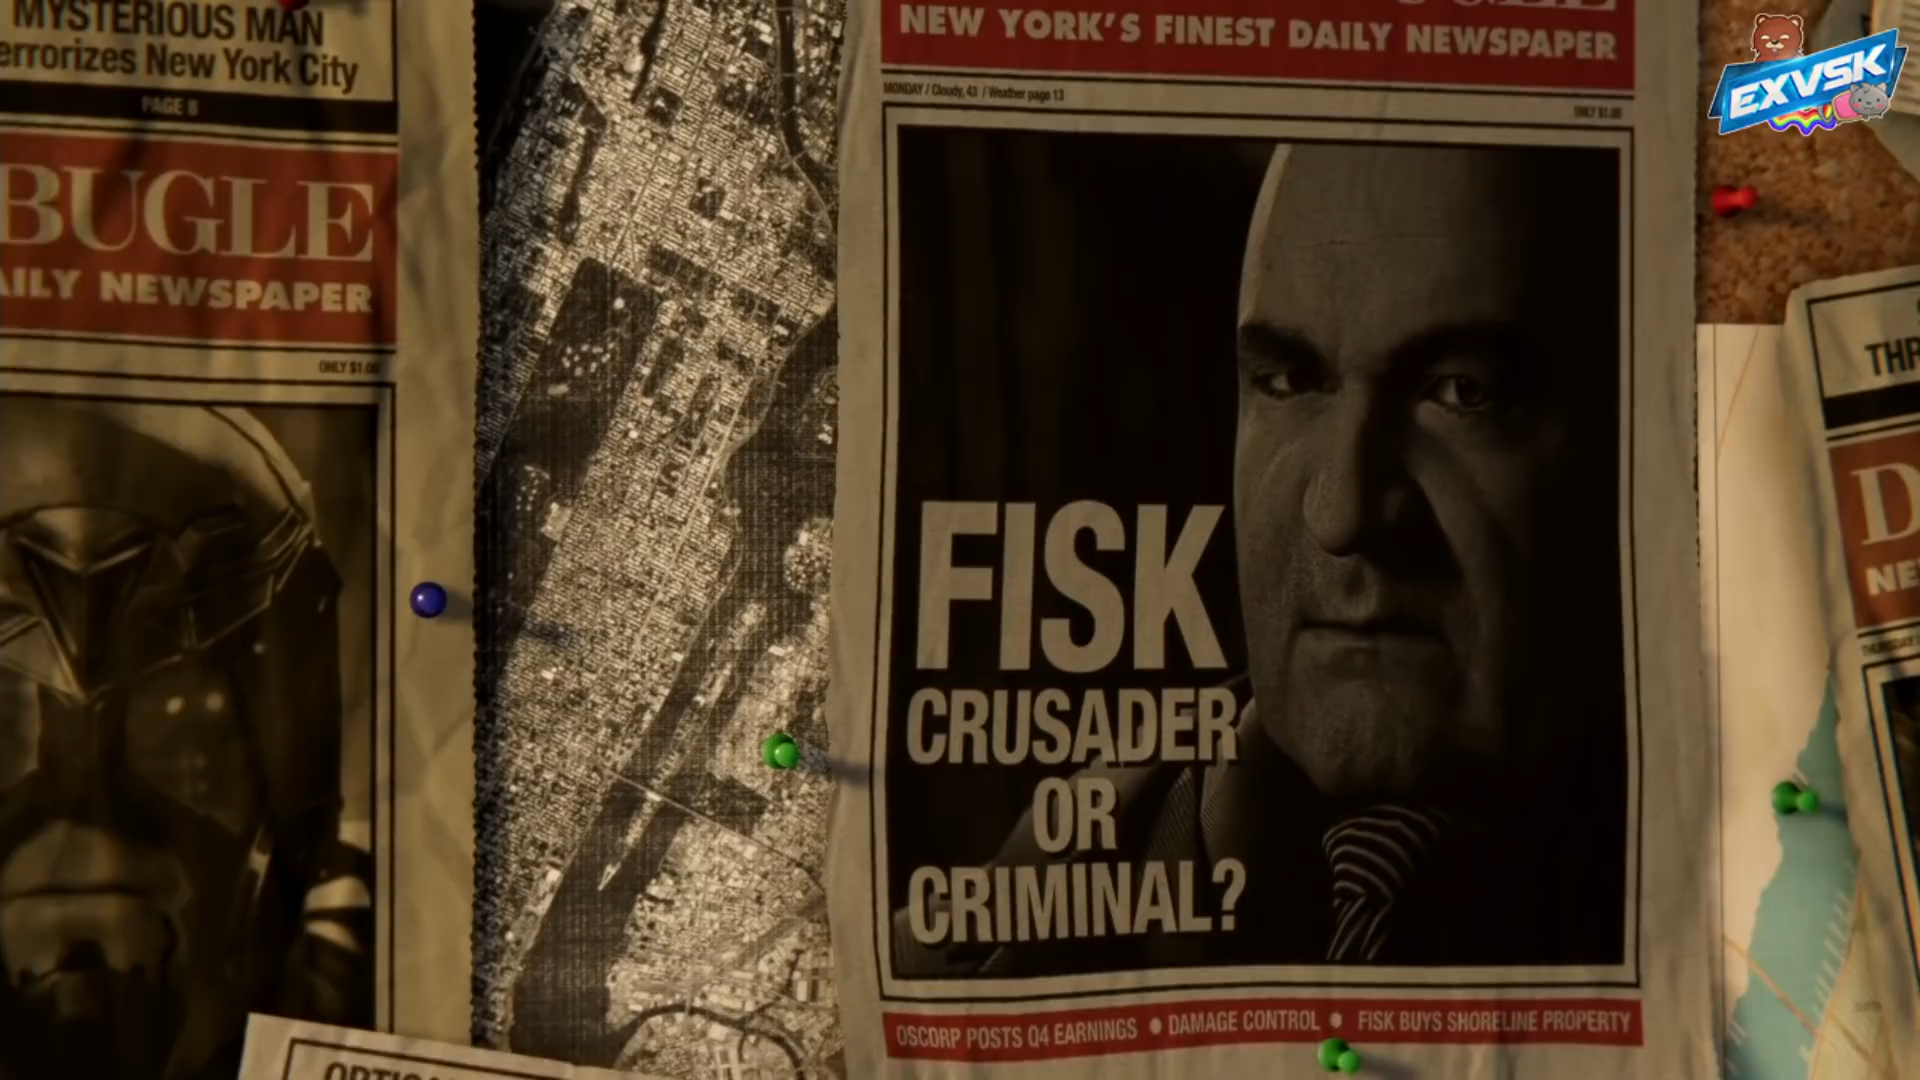 MYSTERIOUS MAN
errorizes New York City
PAGE 8
BUGLE
AILY NEWSPAPER
ONLY $1.00
NEW YORK'S FINEST DAILY NEWSPAPER
MONDAY / Cloudy, 43 / Weather page 13
ONLY $1.00
FISK
CRUSADER
OR
CRIMINAL?
OSCORP POSTS Q4 EARNINGS • DAMAGE CONTROL • FISK BUYS SHORELINE PROPERTY
EXVSK
THR
D
NE